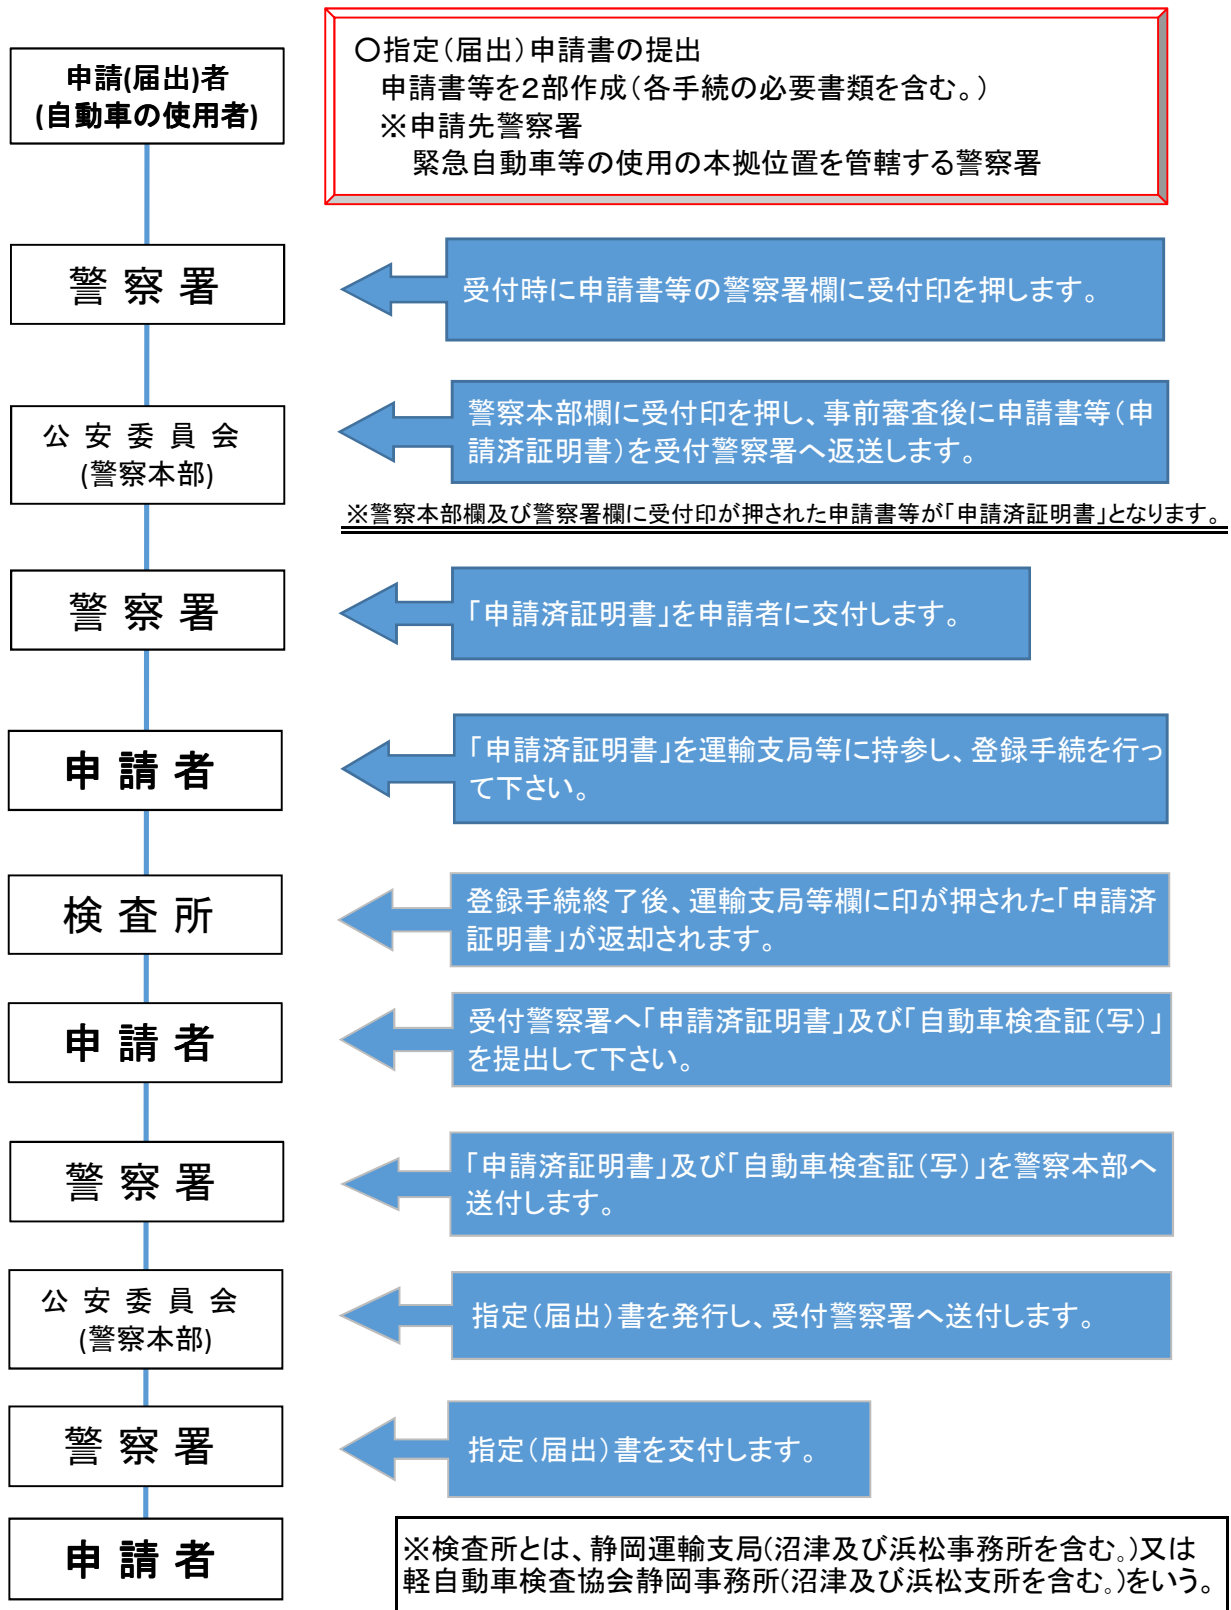 申請(届出)者
(自動車の使用者)
〇指定（届出）申請書の提出
申請書等を２部作成（各手続の必要書類を含む。）
※申請先警察署
緊急自動車等の使用の本拠位置を管轄する警察署
警 察 署
受付時に申請書等の警察署欄に受付印を押します。
公 安 委 員 会
(警察本部)
警察本部欄に受付印を押し、事前審査後に申請書等（申
請済証明書）を受付警察署へ返送します。
※警察本部欄及び警察署欄に受付印が押された申請書等が「申請済証明書」となります。
警 察 署
「申請済証明書」を申請者に交付します。
申 請 者
「申請済証明書」を運輸支局等に持参し、登録手続を行っ
て下さい。
検 査 所
登録手続終了後、運輸支局等欄に印が押された「申請済
証明書」が返却されます。
申 請 者
受付警察署へ「申請済証明書」及び「自動車検査証（写）」
を提出して下さい。
警 察 署
「申請済証明書」及び「自動車検査証（写）」を警察本部へ
送付します。
公 安 委 員 会
(警察本部)
指定（届出）書を発行し、受付警察署へ送付します。
警 察 署
指定（届出）書を交付します。
申 請 者
※検査所とは、静岡運輸支局(沼津及び浜松事務所を含む。)又は
軽自動車検査協会静岡事務所(沼津及び浜松支所を含む。)をいう。